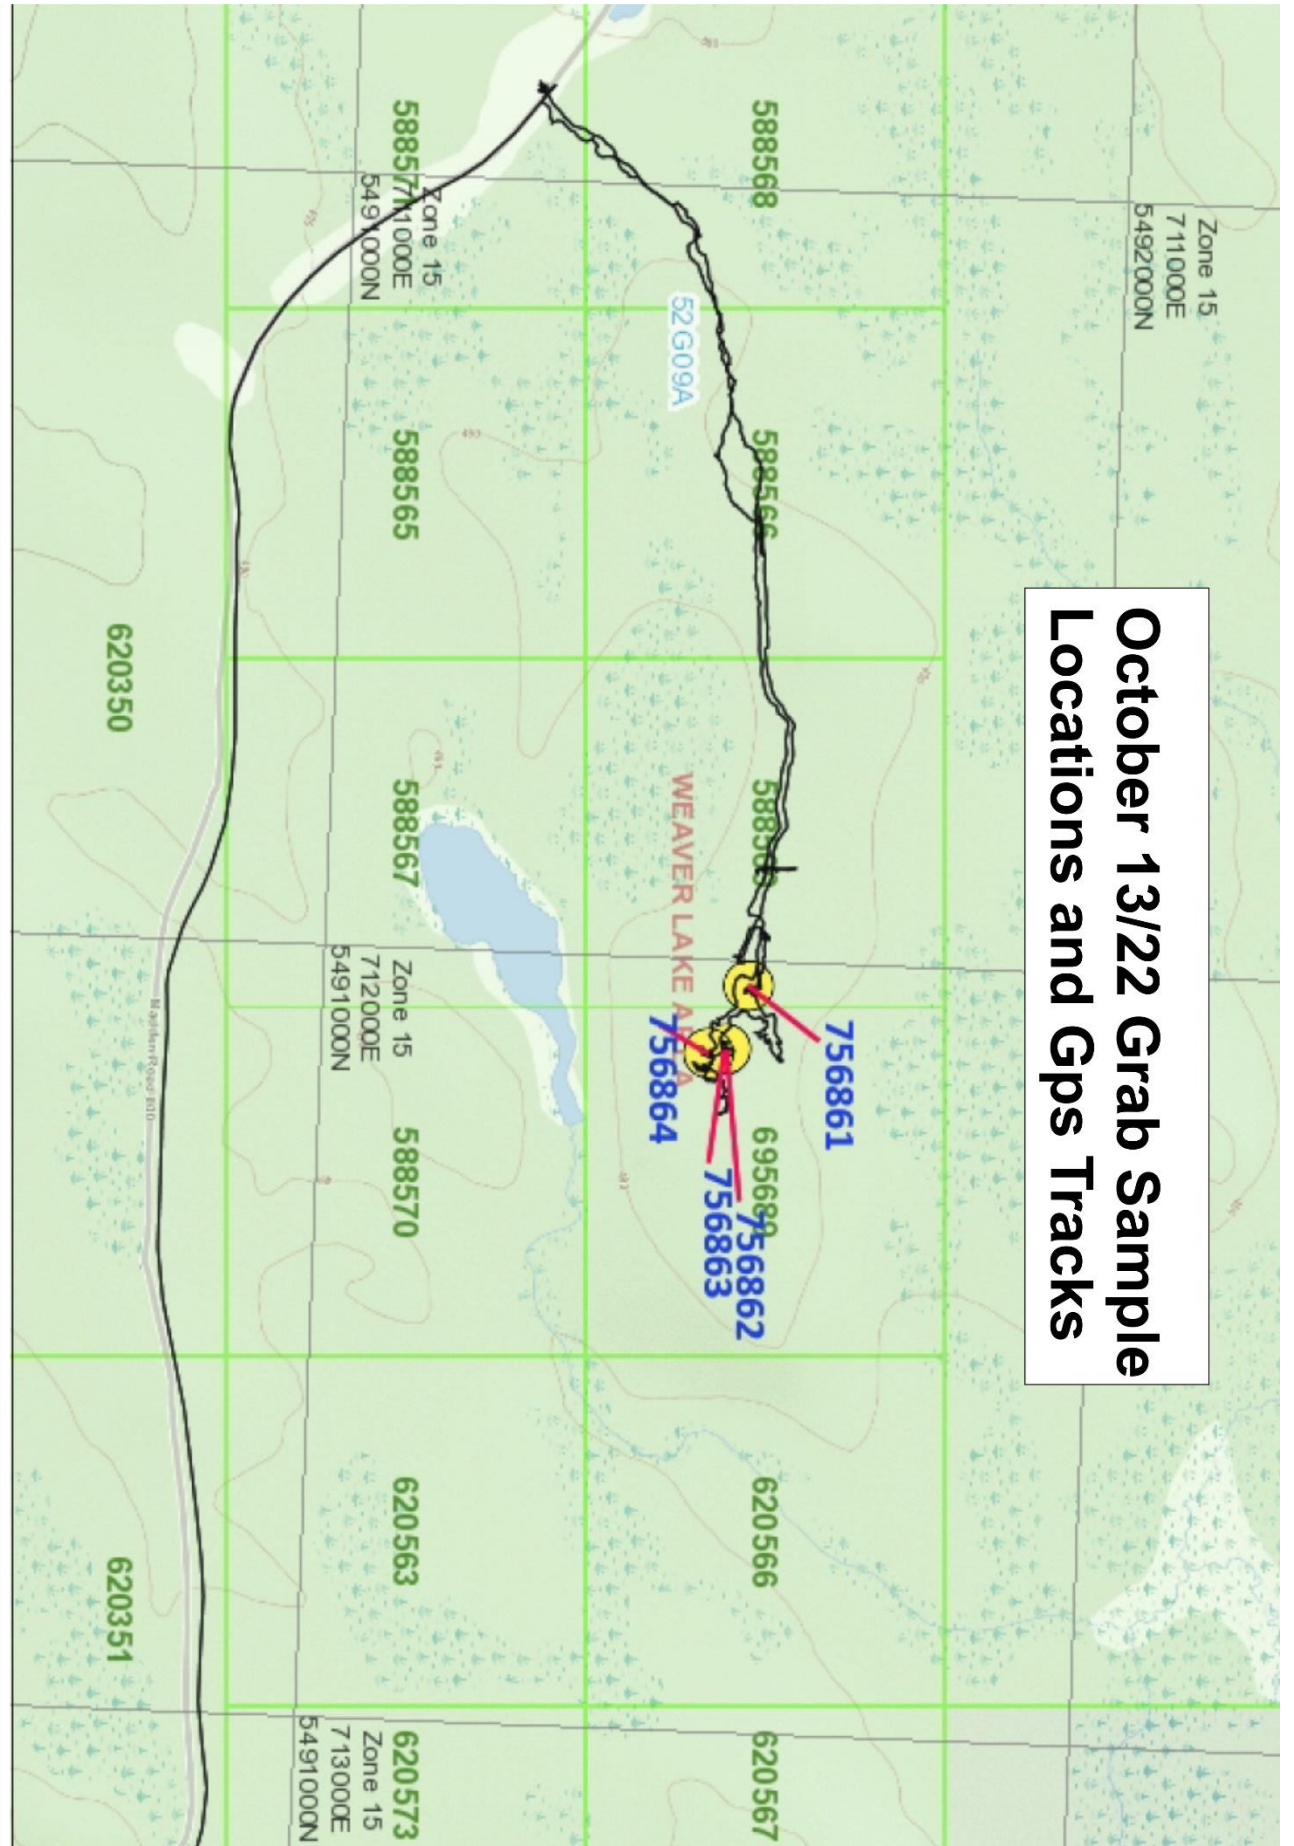 October 13/22 Grab Sample
Locations and Gps Tracks
Zone 15
711000E
5492000N
588568
588566
695689
620566
620567
756861
756862
756863
756864
52G09A
WEAVER LAKE AREA
Zone 15
711000E
5491000N
588565
588567
588570
620563
620573
Zone 15
712000E
5491000N
Zone 15
713000E
5491000N
620350
620351